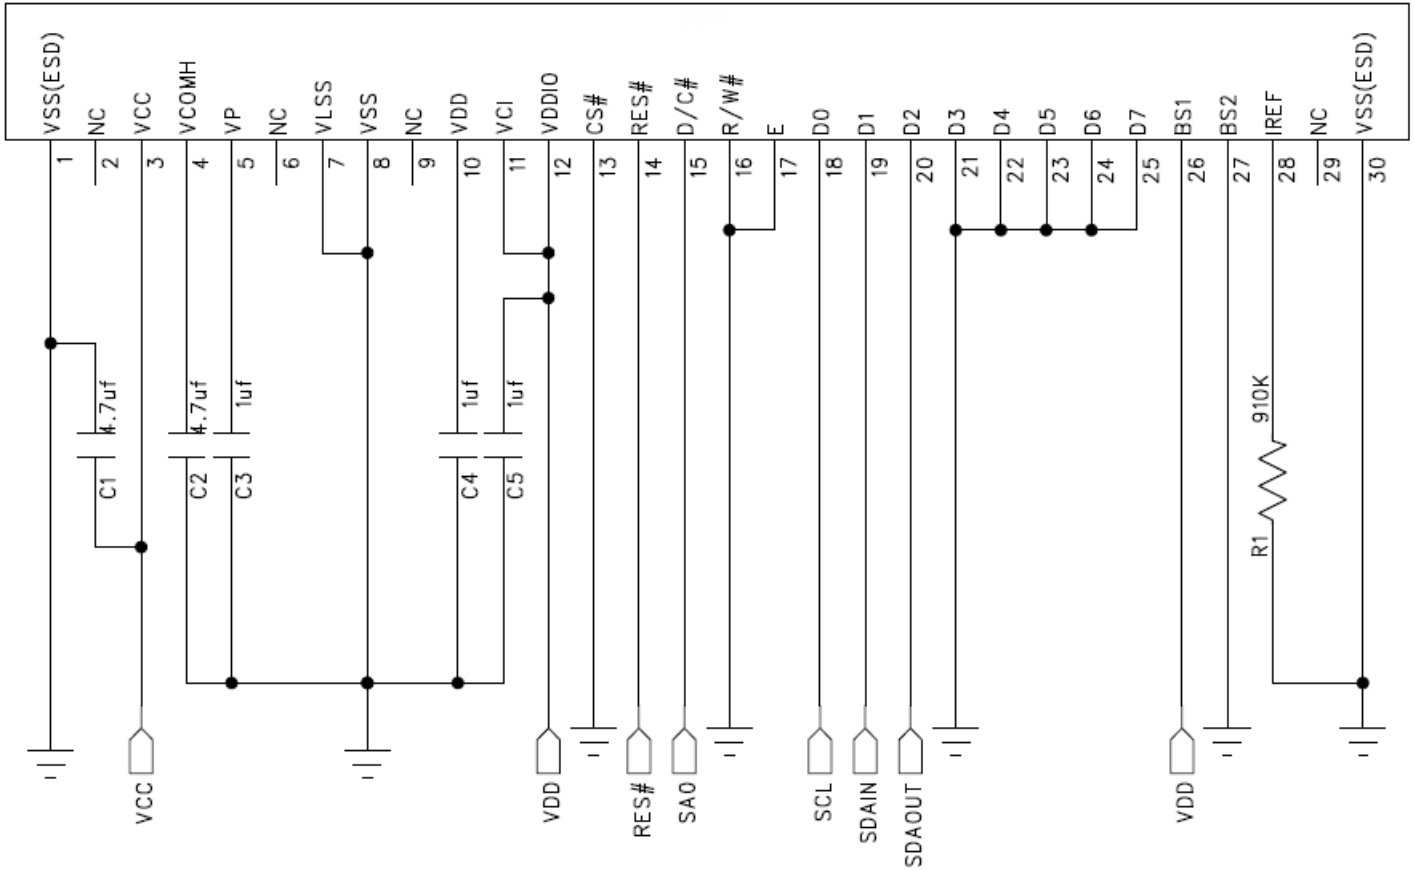 VSS(ESD)
NC
VCC
VCOMH
VP
NC
VLSS
VSS
NC
VDD
VCI
VDDIO
CS#
RES#
D/C#
R/W#
E
D0
D1
D2
D3
D4
D5
D6
D7
BS1
BS2
IREF
NC
VSS(ESD)
1
2
3
4
5
6
7
8
9
10
11
12
13
14
15
16
17
18
19
20
21
22
23
24
25
26
27
28
29
30
4.7uf
4.7uf
1uf
1uf
1uf
910K
C1
C2
C3
C4
C5
R1
VCC
VDD
RES#
SA0
SCL
SDAIN
SDAOUT
VDD